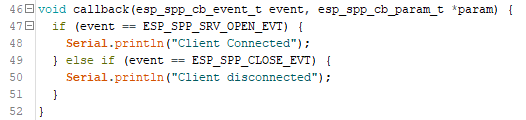 46 void callback(esp_spp_cb_event_t event, esp_spp_cb_param_t *param) {
47 if (event == ESP_SPP_SRV_OPEN_EVT) {
48 Serial.println("Client Connected");
49 } else if (event == ESP_SPP_CLOSE_EVT) {
50 Serial.println("Client disconnected");
51 }
52 }